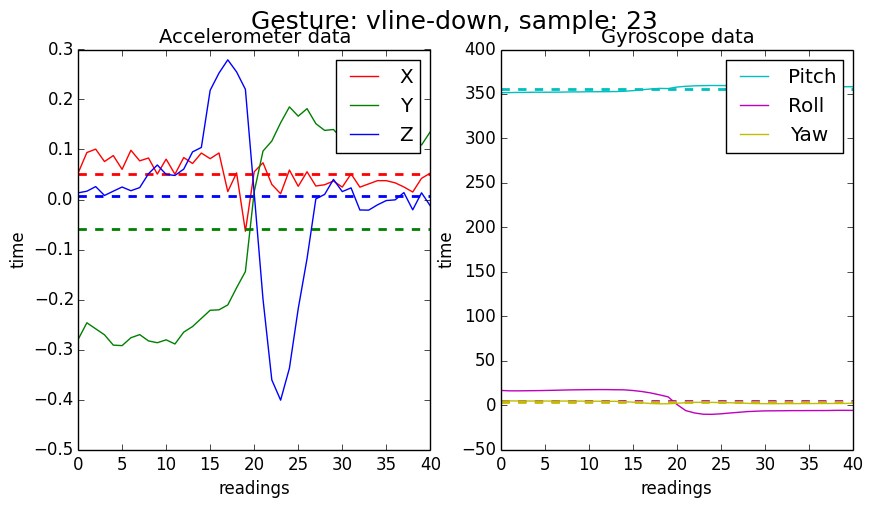 Gesture: vline-down, sample: 23
Accelerometer data
0.3
0.2
0.1
0.0
−0.1
−0.2
−0.3
−0.4
−0.5
time
0 5 10 15 20 25 30 35 40
readings
X
Y
Z
Gyroscope data
400
350
300
250
200
150
100
50
0
−50
time
0 5 10 15 20 25 30 35 40
readings
Pitch
Roll
Yaw